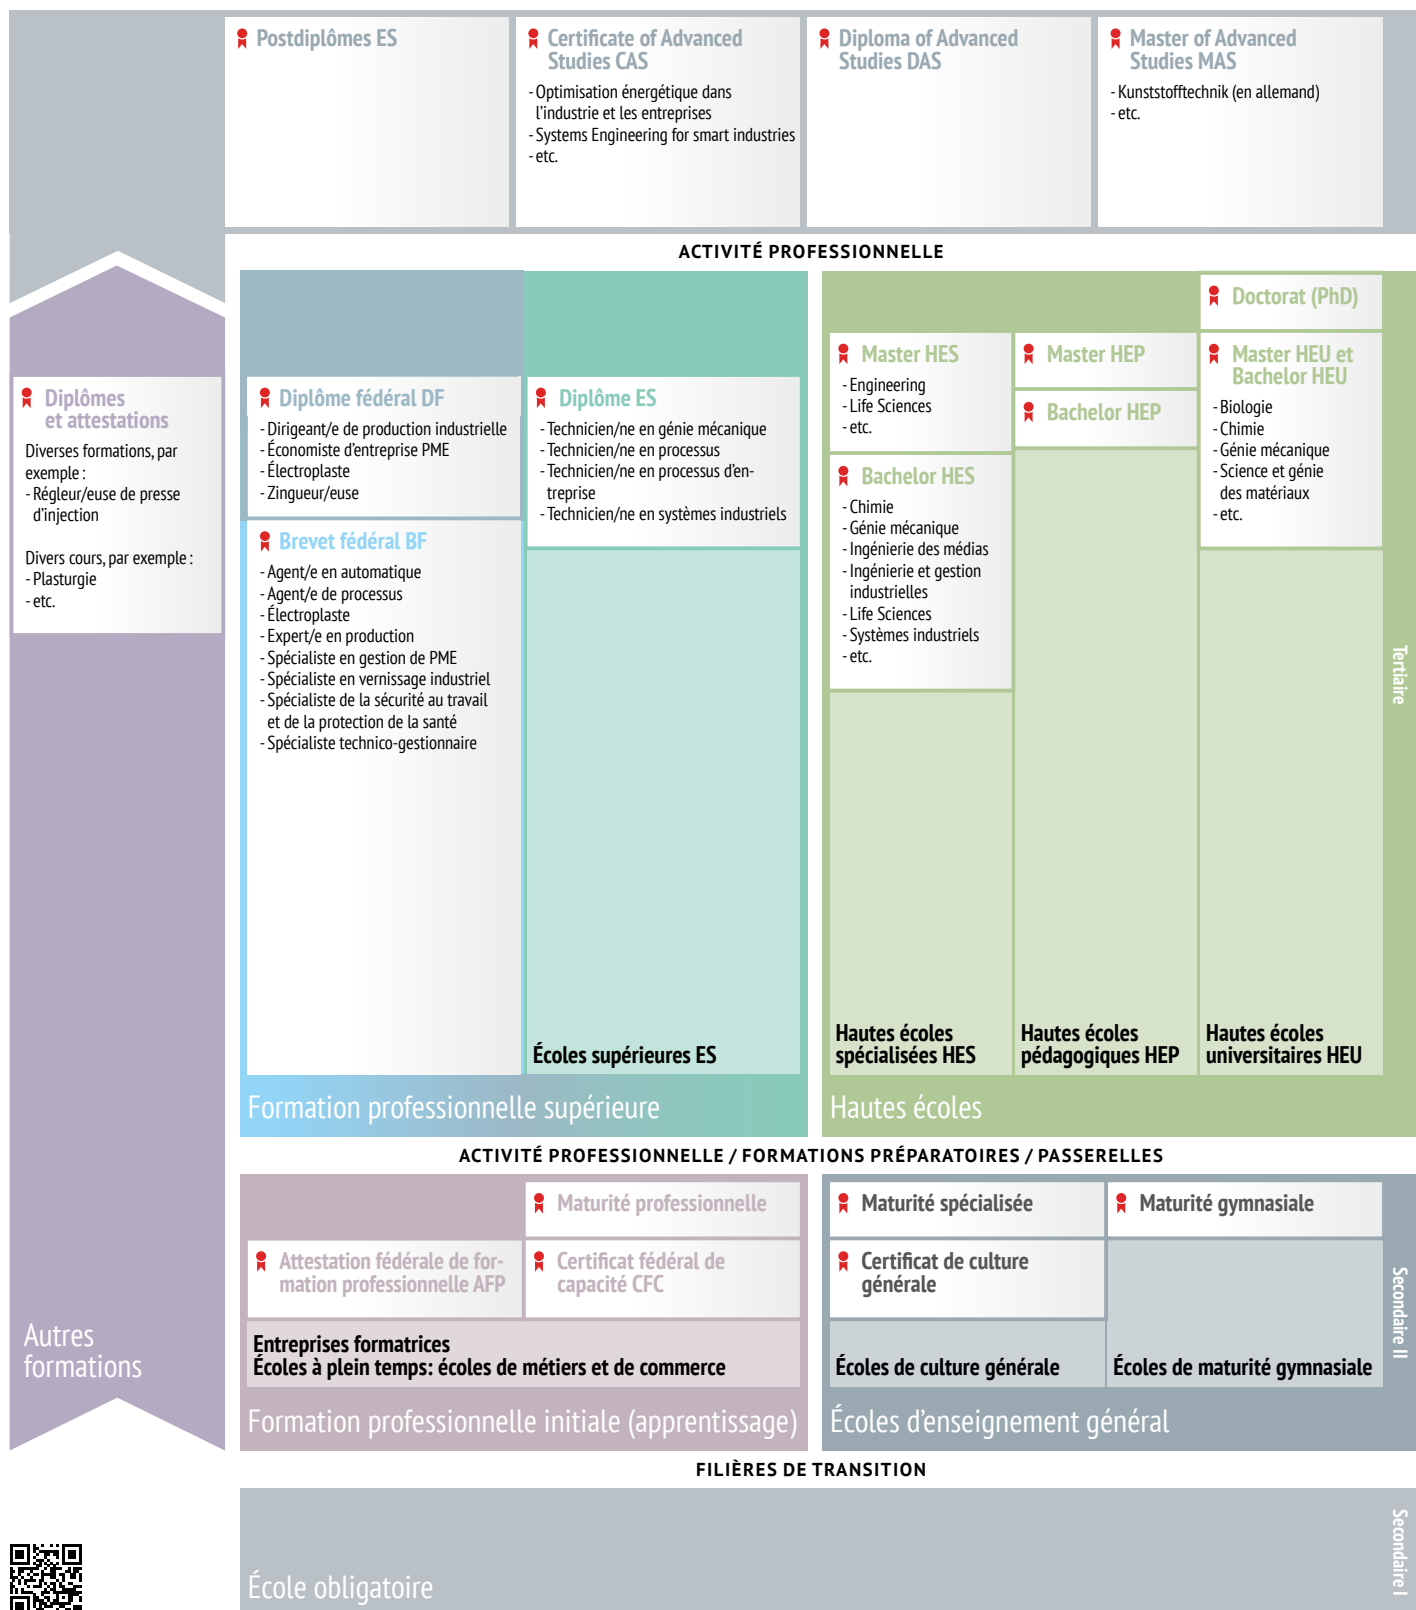 Postdiplômes ES
Certificate of Advanced
Studies CAS
- Optimisation énergétique dans
l'industrie et les entreprises
- Systems Engineering for smart industries
- etc.
Diploma of Advanced
Studies DAS
Master of Advanced
Studies MAS
- Kunststofftechnik (en allemand)
- etc.
ACTIVITÉ PROFESSIONNELLE
Diplômes
et attestations
Diverses formations, par
exemple :
- Régleur/euse de presse
d'injection
Divers cours, par exemple :
- Plasturgie
- etc.
Autres
formations
Diplôme fédéral DF
- Dirigeant/e de production industrielle
- Économiste d'entreprise PME
- Électroplaste
- Zingueur/euse
Brevet fédéral BF
- Agent/e en automatique
- Agent/e de processus
- Électroplaste
- Expert/e en production
- Spécialiste en gestion de PME
- Spécialiste en vernissage industriel
- Spécialiste de la sécurité au travail
et de la protection de la santé
- Spécialiste technico-gestionnaire
Diplôme ES
- Technicien/ne en génie mécanique
- Technicien/ne en processus
- Technicien/ne en processus d'en-
treprise
- Technicien/ne en systèmes industriels
Écoles supérieures ES
Formation professionnelle supérieure
Master HES
- Engineering
- Life Sciences
- etc.
Bachelor HES
- Chimie
- Génie mécanique
- Ingénierie des médias
- Ingénierie et gestion
industrielles
- Life Sciences
- Systèmes industriels
- etc.
Hautes écoles
spécialisées HES
Master HEP
Bachelor HEP
Hautes écoles
pédagogiques HEP
Doctorat (PhD)
Master HEU et
Bachelor HEU
- Biologie
- Chimie
- Génie mécanique
- Science et génie
des matériaux
- etc.
Hautes écoles
universitaires HEU
Hautes écoles
Tertiaire
ACTIVITÉ PROFESSIONNELLE / FORMATIONS PRÉPARATOIRES / PASSERELLES
Maturité professionnelle
Attestation fédérale de for-
mation professionnelle AFP
Certificat fédéral de
capacité CFC
Entreprises formatrices
Écoles à plein temps: écoles de métiers et de commerce
Formation professionnelle initiale (apprentissage)
Maturité spécialisée
Certificat de culture
générale
Écoles de culture générale
Maturité gymnasiale
Écoles de maturité gymnasiale
Écoles d'enseignement général
Secondaire II
FILIÈRES DE TRANSITION
École obligatoire
Secondaire I